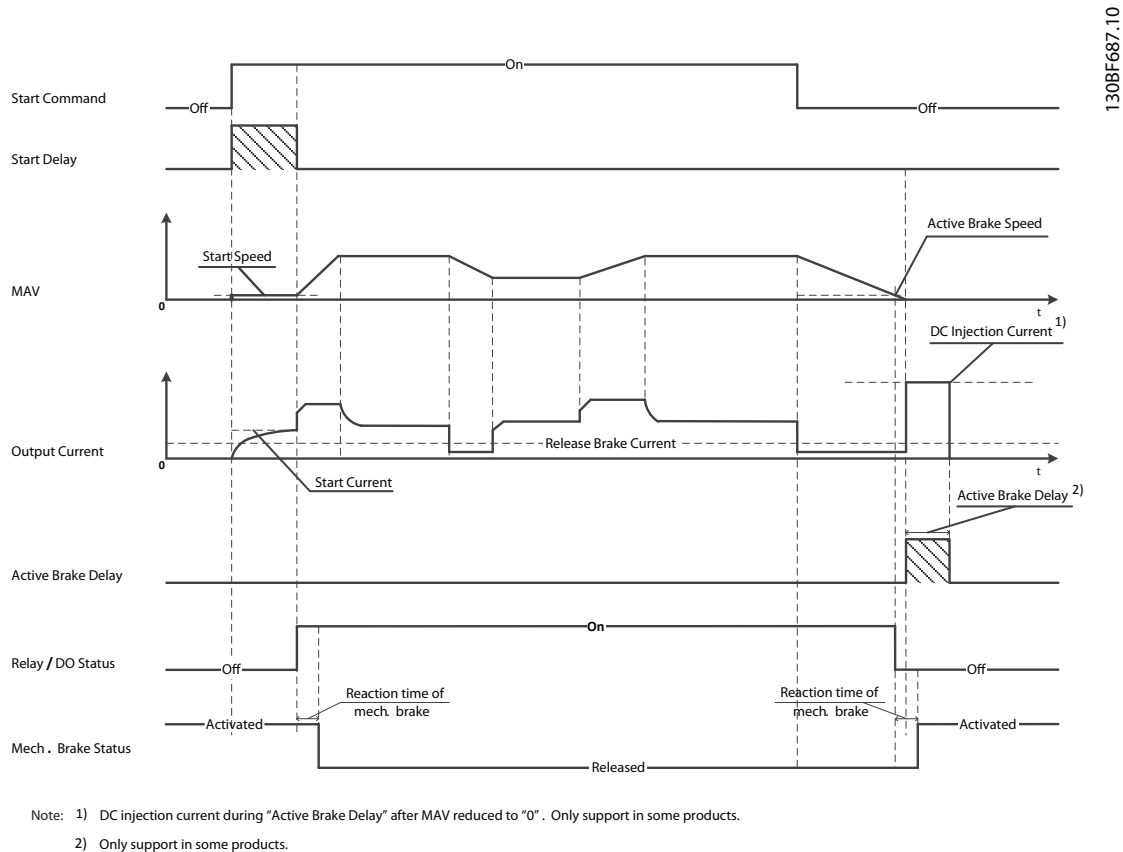 130BF687.10
On
Start Command
Off
Off
Start Delay
Active Brake Speed
Start Speed
MAV
0
t
DC Injection Current 1)
Release Brake Current
Output Current
0
t
Start Current
Active Brake Delay 2)
Active Brake Delay
On
Relay / DO Status
Off
Off
Reaction time of
mech. brake
Reaction time of
mech. brake
Activated
Activated
Mech . Brake Status
Released
Note: 1) DC injection current during “Active Brake Delay” after MAV reduced to “0” . Only support in some products.
2) Only support in some products.